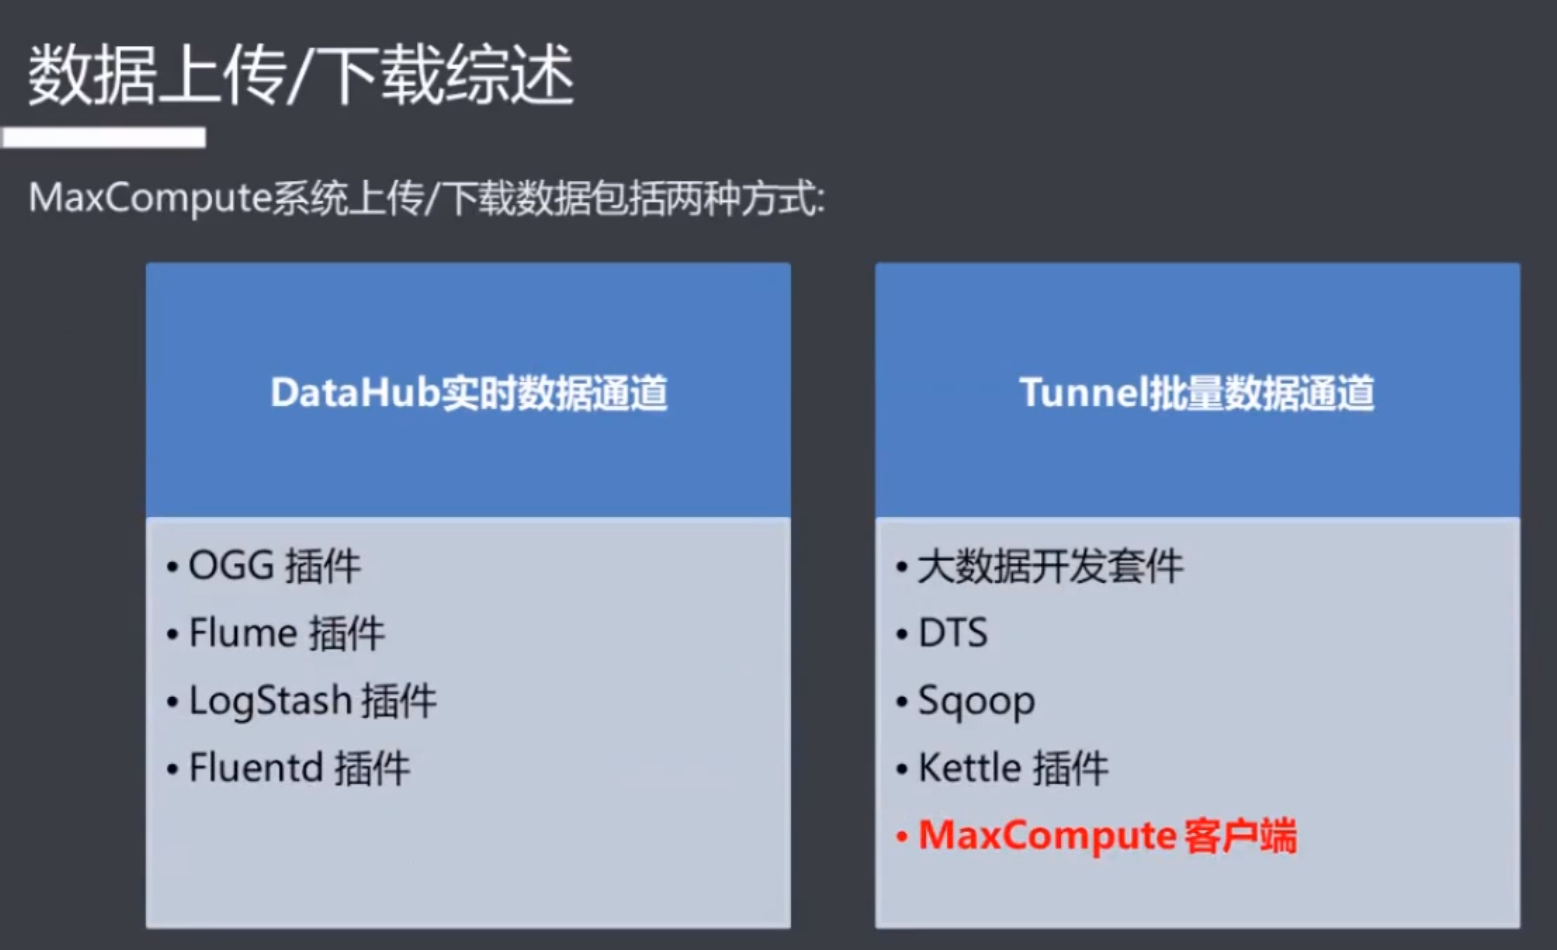 数据上传/下载综述
MaxCompute系统上传/下载数据包括两种方式:
DataHub实时数据通道
• OGG 插件
• Flume 插件
• LogStash 插件
• Fluentd 插件
Tunnel批量数据通道
• 大数据开发套件
• DTS
• Sqoop
• Kettle 插件
• MaxCompute 客户端